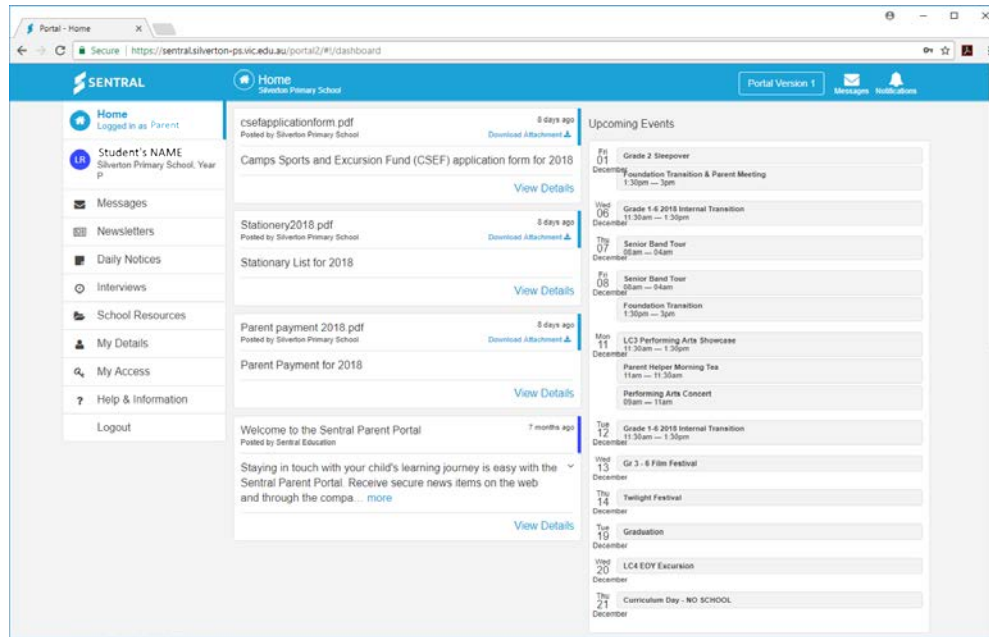 Portal - Home
Secure | https://sentral.silverton-ps.vic.edu.au/portal2/#!/dashboard
SENTRAL
Home
Silverton Primary School
Portal Version 1
Messages
Notifications
Home
Logged in as Parent
LR
Student's NAME
Silverton Primary School, Year
P
Messages
Newsletters
Daily Notices
Interviews
School Resources
My Details
My Access
Help & Information
Logout
csefapplicationform.pdf
8 days ago
Posted by Silverton Primary School
Download Attachment
Camps Sports and Excursion Fund (CSEF) application form for 2018
View Details
Stationery2018.pdf
8 days ago
Posted by Silverton Primary School
Download Attachment
Stationary List for 2018
View Details
Parent payment 2018.pdf
8 days ago
Posted by Silverton Primary School
Download Attachment
Parent Payment for 2018
View Details
Welcome to the Sentral Parent Portal
7 months ago
Posted by Sentral Education
Staying in touch with your child's learning journey is easy with the
Sentral Parent Portal. Receive secure news items on the web
and through the compa... more
View Details
Upcoming Events
Fri
01
December
Grade 2 Sleepover
Foundation Transition & Parent Meeting
1:30pm — 3pm
Wed
06
December
Grade 1-6 2018 Internal Transition
11:30am — 1:30pm
Thu
07
December
Senior Band Tour
08am — 04am
Fri
08
December
Senior Band Tour
08am — 04am
Foundation Transition
1:30pm — 3pm
Mon
11
December
LC3 Performing Arts Showcase
11:30am — 1:30pm
Parent Helper Morning Tea
11am — 11:30am
Performing Arts Concert
09am — 11am
Tue
12
December
Grade 1-6 2018 Internal Transition
11:30am — 1:30pm
Wed
13
December
Gr 3 - 6 Film Festival
Thu
14
December
Twilight Festival
Tue
19
December
Graduation
Wed
20
December
LC4 EOY Excursion
Thu
21
December
Curriculum Day - NO SCHOOL